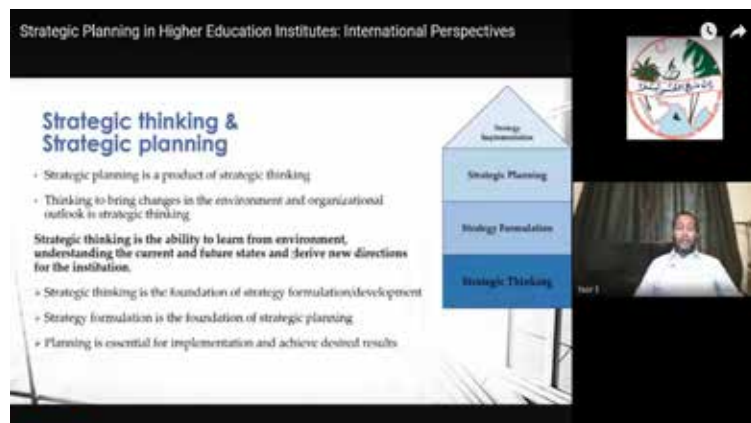 Strategic Planning in Higher Education Institutes: International Perspectives
Strategic thinking &
Strategic planning
Strategic planning is a product of strategic thinking
Thinking to bring changes in the environment and organizational
outlook is strategic thinking
Strategic thinking is the ability to learn from environment,
understanding the current and future states and derive new directions
for the institution.
Strategic thinking is the foundation of strategy formulation/development
Strategy formulation is the foundation of strategic planning
Planning is essential for implementation and achieve desired results
Strategy
Implementation
Strategic Planning
Strategy Formulation
Strategic Thinking